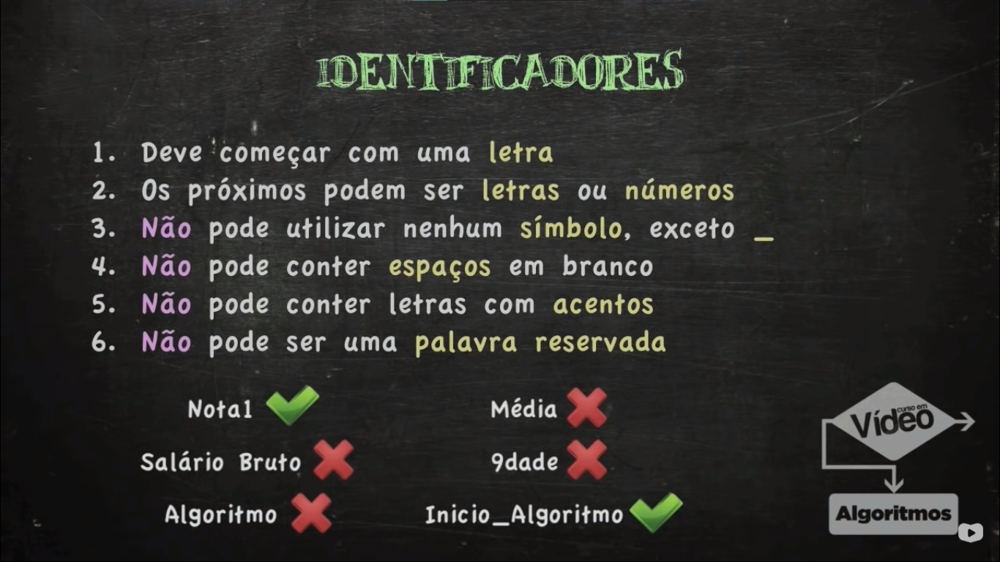 IDENTIFICADORES
1. Deve começar com uma letra
2. Os próximos podem ser letras ou números
3. Não pode utilizar nenhum símbolo, exceto _
4. Não pode conter espaços em branco
5. Não pode conter letras com acentos
6. Não pode ser uma palavra reservada
Nota1
Média
Salário Bruto
9dade
Algoritmo
Inicio_Algoritmo
curso em
Vídeo
Algoritmos